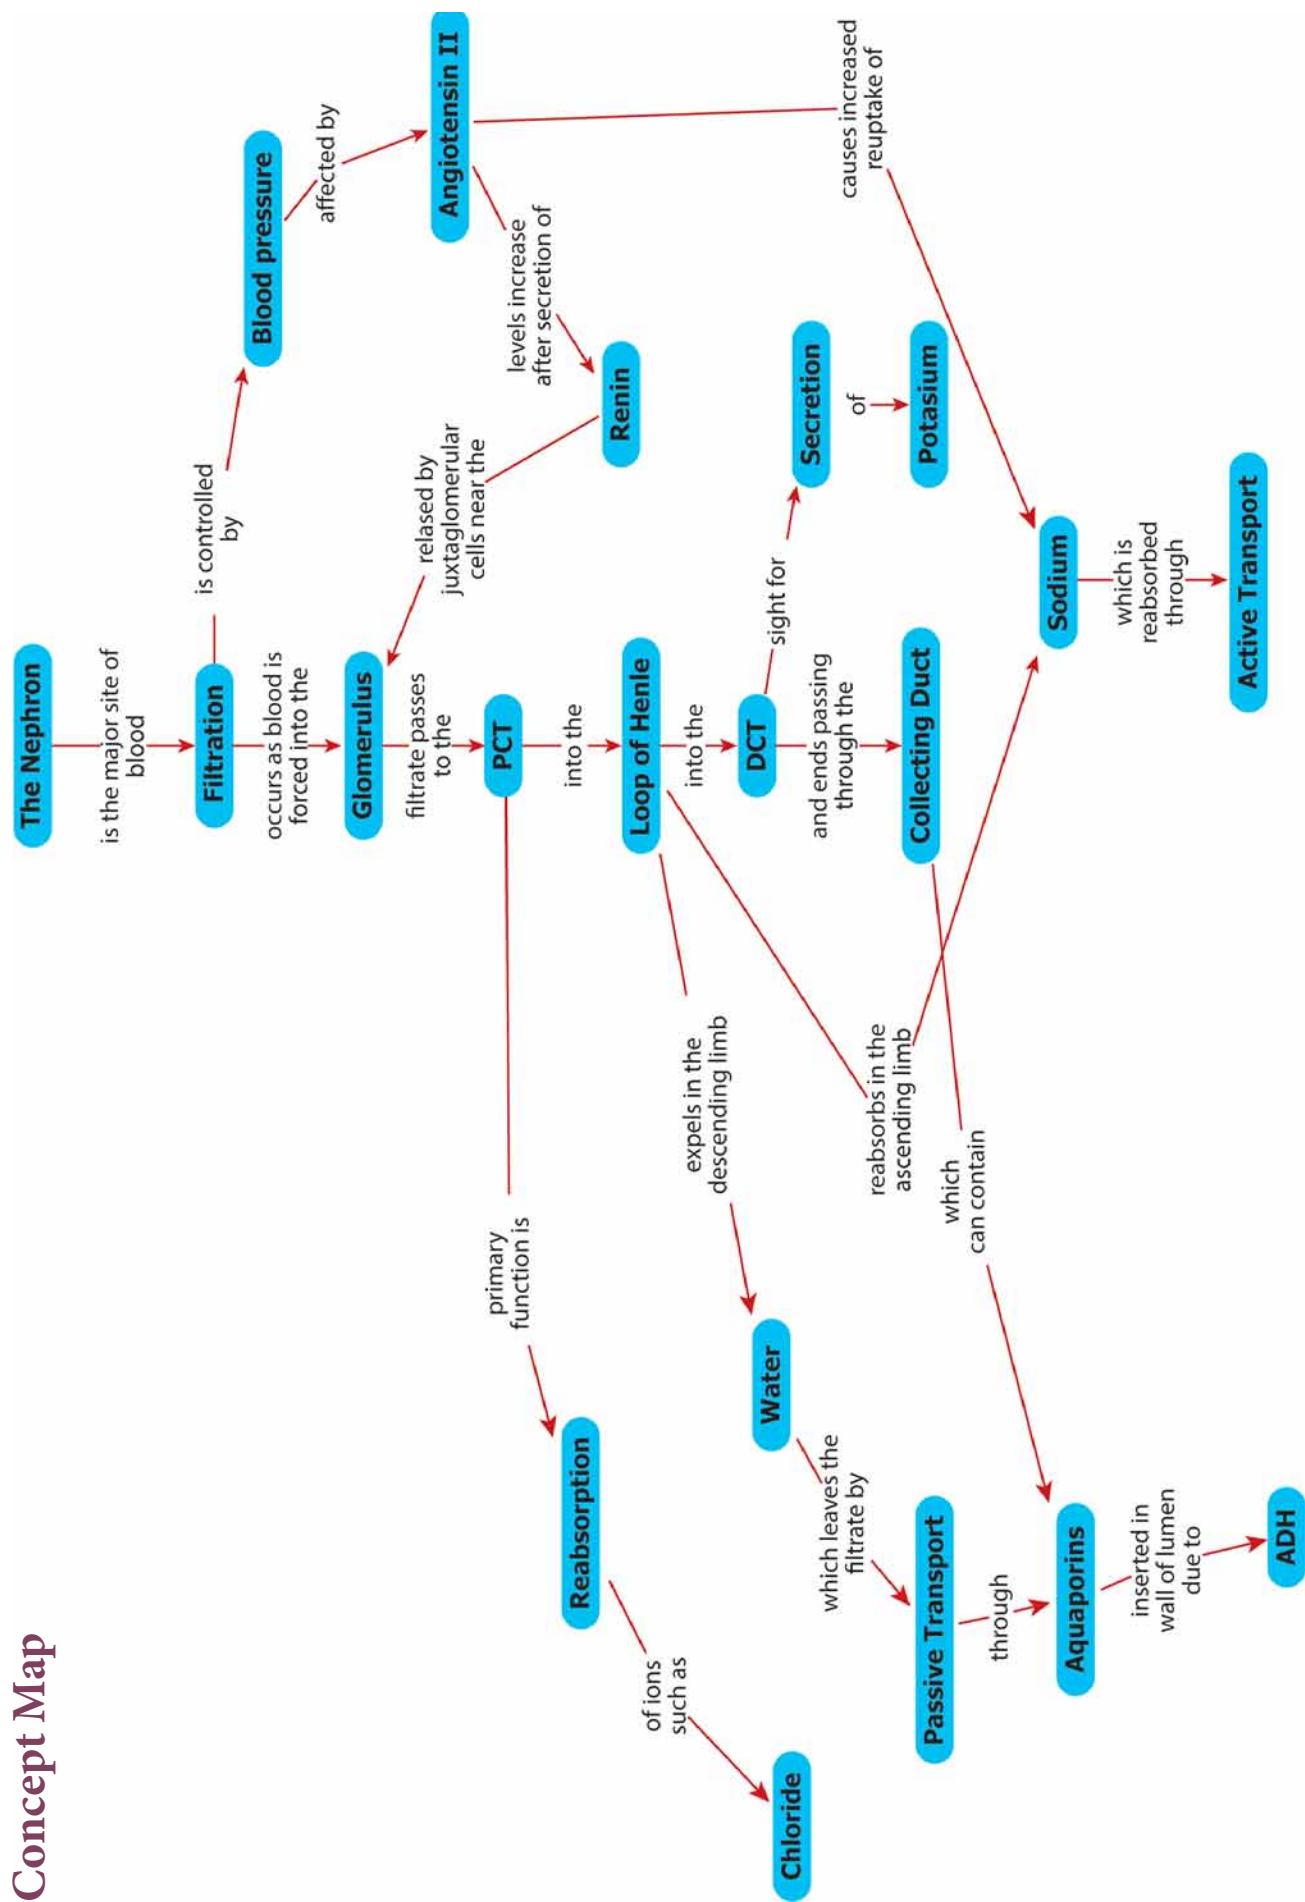 Concept Map
The Nephron
is the major site of
blood
Filtration
is controlled
by
Blood pressure
affected by
Angiotensin II
causes increased
reuptake of
levels increase
after secretion of
Renin
relased by
juxtaglomerular
cells near the
occurs as blood is
forced into the
Glomerulus
filtrate passes
to the
PCT
primary
function is
Reabsorption
of ions
such as
Chloride
into the
Loop of Henle
expels in the
descending limb
Water
which leaves the
filtrate by
Passive Transport
through
reabsorbs in the
ascending limb
into the
DCT
sight for
Secretion
of
Potasium
and ends passing
through the
Collecting Duct
which
can contain
Aquaporins
inserted in
wall of lumen
due to
ADH
Sodium
which is
reabsorbed
through
Active Transport